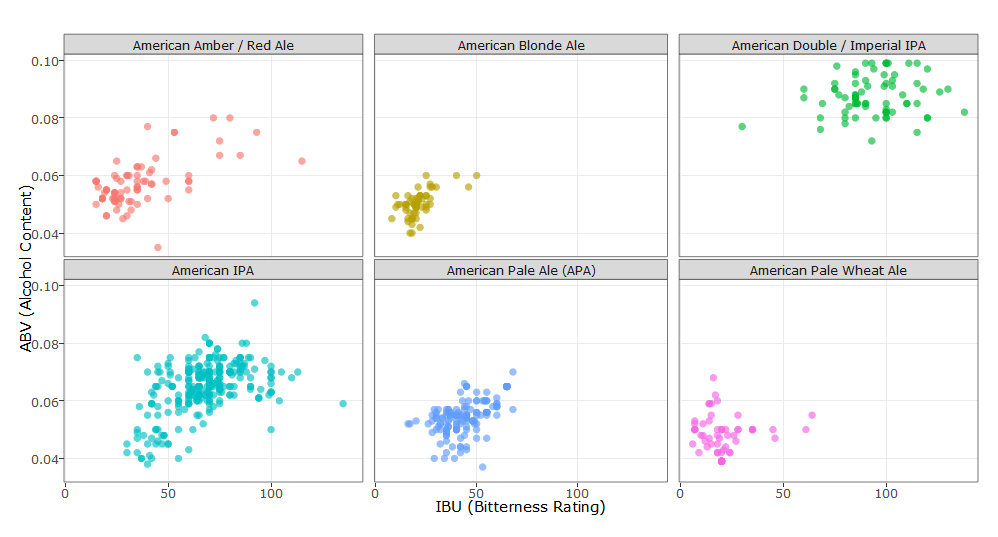 American Amber / Red Ale
American Blonde Ale
American Double / Imperial IPA
0.10
0.08
0.06
0.04
American IPA
American Pale Ale (APA)
American Pale Wheat Ale
0.10
0.08
0.06
0.04
0 50 100
0 50 100
0 50 100
IBU (Bitterness Rating)
ABV (Alcohol Content)